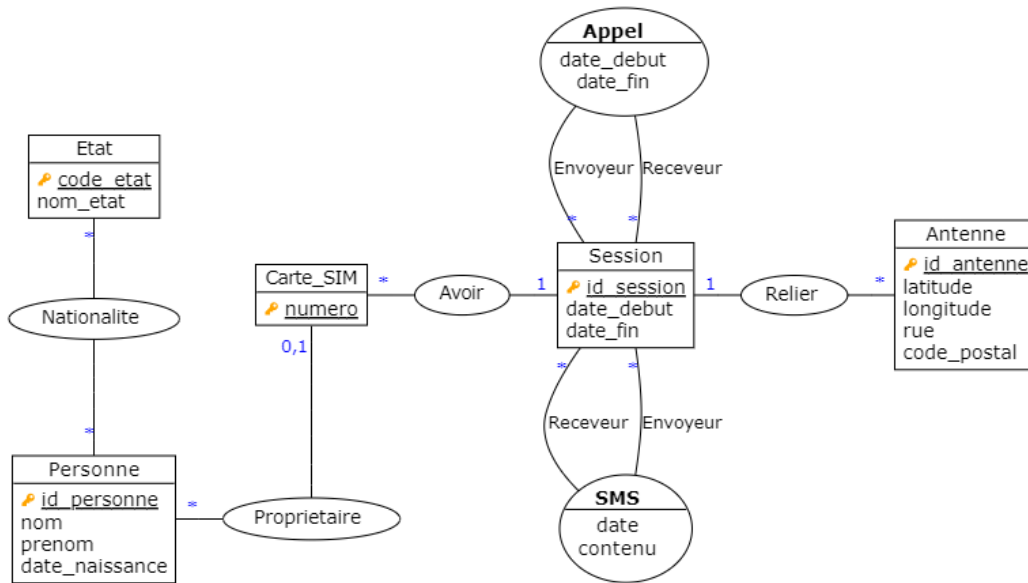 Appel
date_debut
date_fin
Envoyeur
Receveur
Etat
code_etat
nom_etat
*
*
*
Nationalite
*
Personne
id_personne
nom
prenom
date_naissance
*
Proprietaire
0,1
Carte_SIM
numero
*
Avoir
1
Session
id_session
date_debut
date_fin
1
Relier
*
Antenne
id_antenne
latitude
longitude
rue
code_postal
*
*
Receveur
Envoyeur
SMS
date
contenu